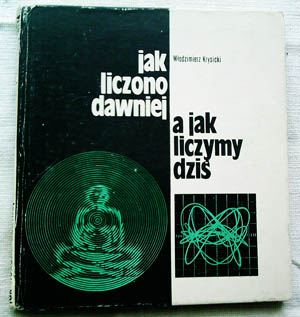 jak
liczono
dawniej
Włodzimierz Krysicki
a jak
liczymy
dziś